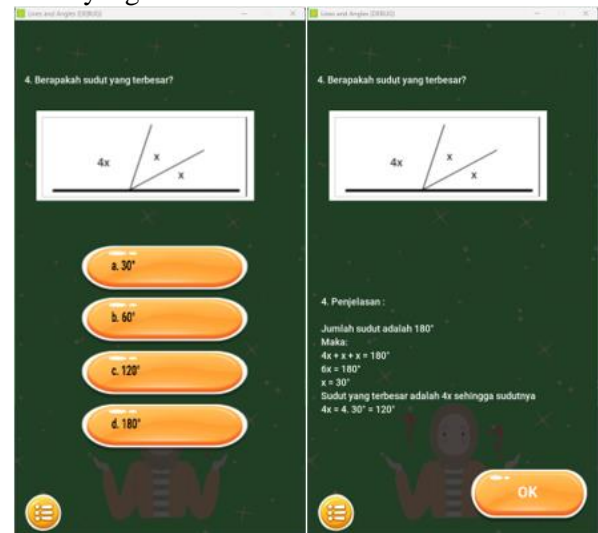 Lines and Angles (DEBUG)
4. Berapakah sudut yang terbesar?
4x
x
x
a. 30°
b. 60°
c. 120°
d. 180°
Lines and Angles (DEBUG)
4. Berapakah sudut yang terbesar?
4x
x
x
4. Penjelasan :
Jumlah sudut adalah 180°
Maka:
4x + x + x = 180°
6x = 180°
x = 30°
Sudut yang terbesar adalah 4x sehingga sudutnya
4x = 4. 30° = 120°
OK